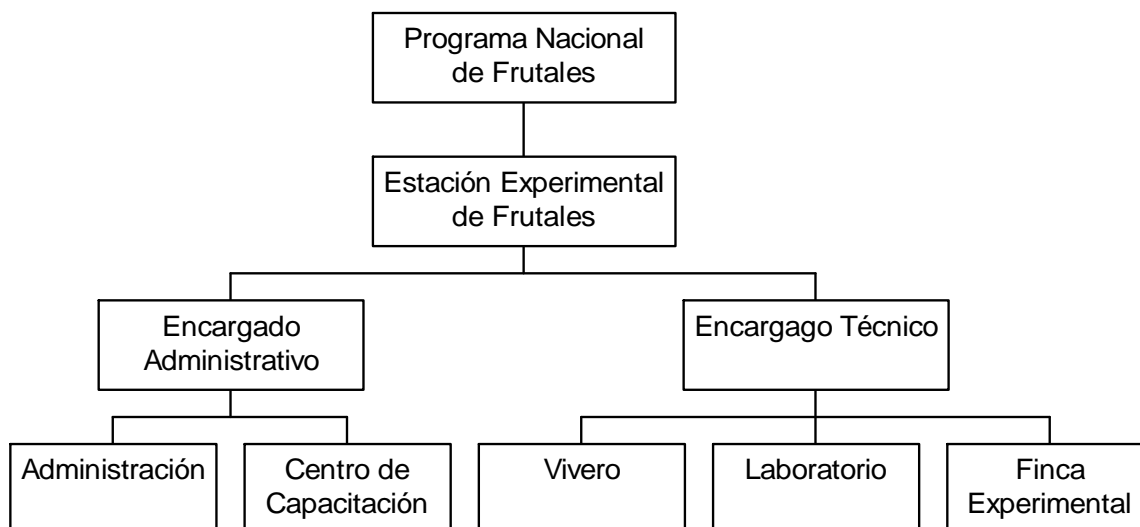 Programa Nacional
de Frutales
Estación Experimental
de Frutales
Encargado
Administrativo
Encargago Técnico
Administración
Centro de
Capacitación
Vivero
Laboratorio
Finca
Experimental